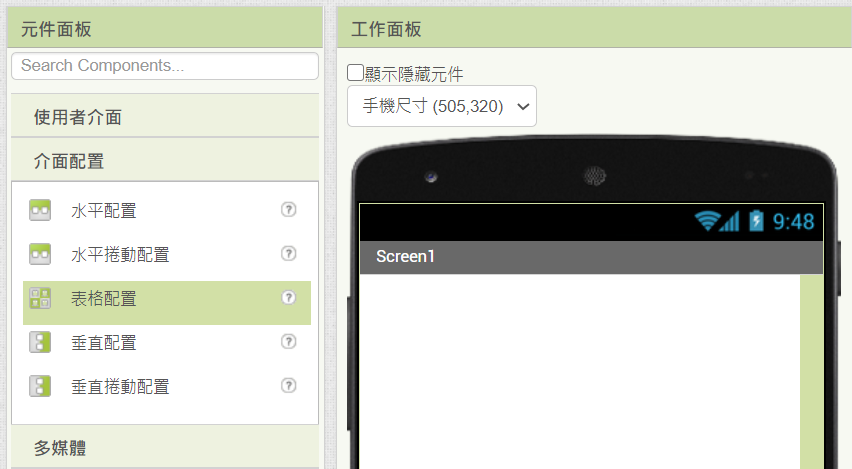 元件面板
Search Components...
使用者介面
介面配置
水平配置
水平捲動配置
表格配置
垂直配置
垂直捲動配置
多媒體
工作面板
顯示隱藏元件
手機尺寸 (505,320)
9:48
Screen1